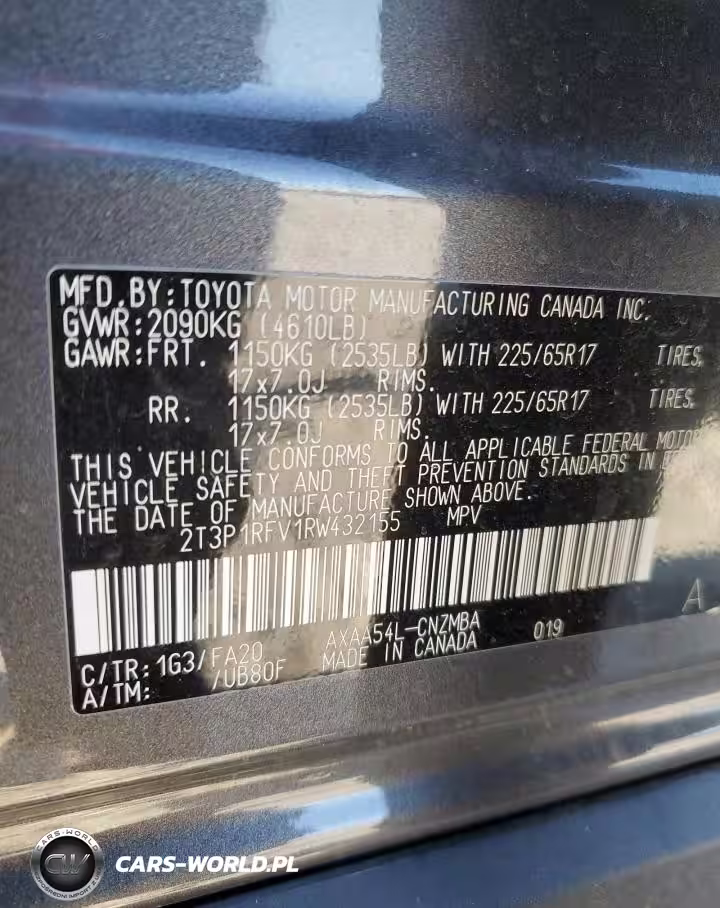 MFD.BY:TOYOTA MOTOR MANUFACTURING CANADA INC.
GVWR:2090KG (4610LB)
GAWR:FRT. 1150KG (2535LB) WITH 225/65R17 TIRES,
17x7.0J RIMS.
RR. 1150KG (2535LB) WITH 225/65R17 TIRES,
17x7.0J RIMS.
THIS VEHICLE CONFORMS TO ALL APPLICABLE FEDERAL MOTOR
VEHICLE SAFETY AND THEFT PREVENTION STANDARDS IN
THE DATE OF MANUFACTURE SHOWN ABOVE.
2T3P1RFV1RW432155 MPV
A
C/TR: 1G3/FA20 AXAA54L-CNZMBA 019
A/TM: /UB80F MADE IN CANADA
CARS-WORLD
CW
CARS-WORLD.PL